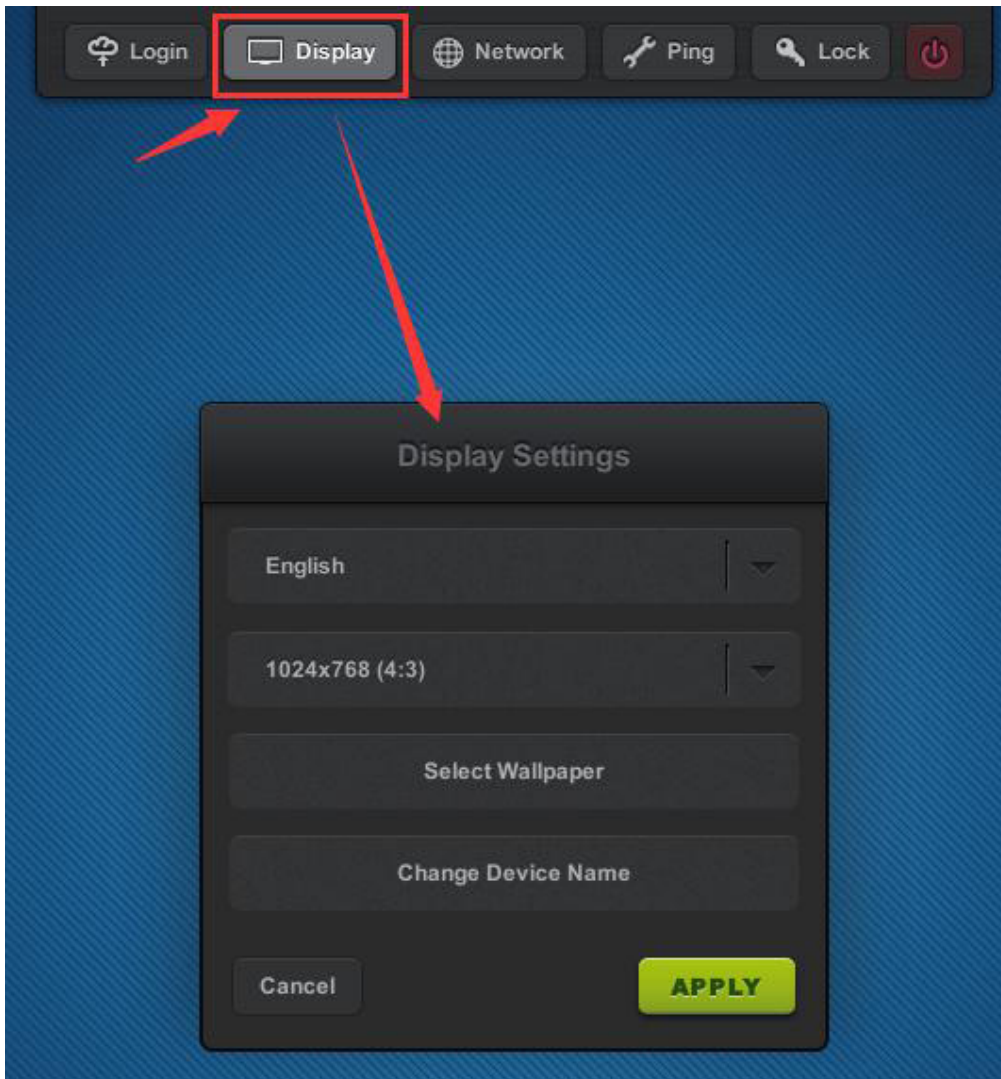 Login Display Network Ping Lock
Display Settings
English
1024x768 (4:3)
Select Wallpaper
Change Device Name
Cancel APPLY